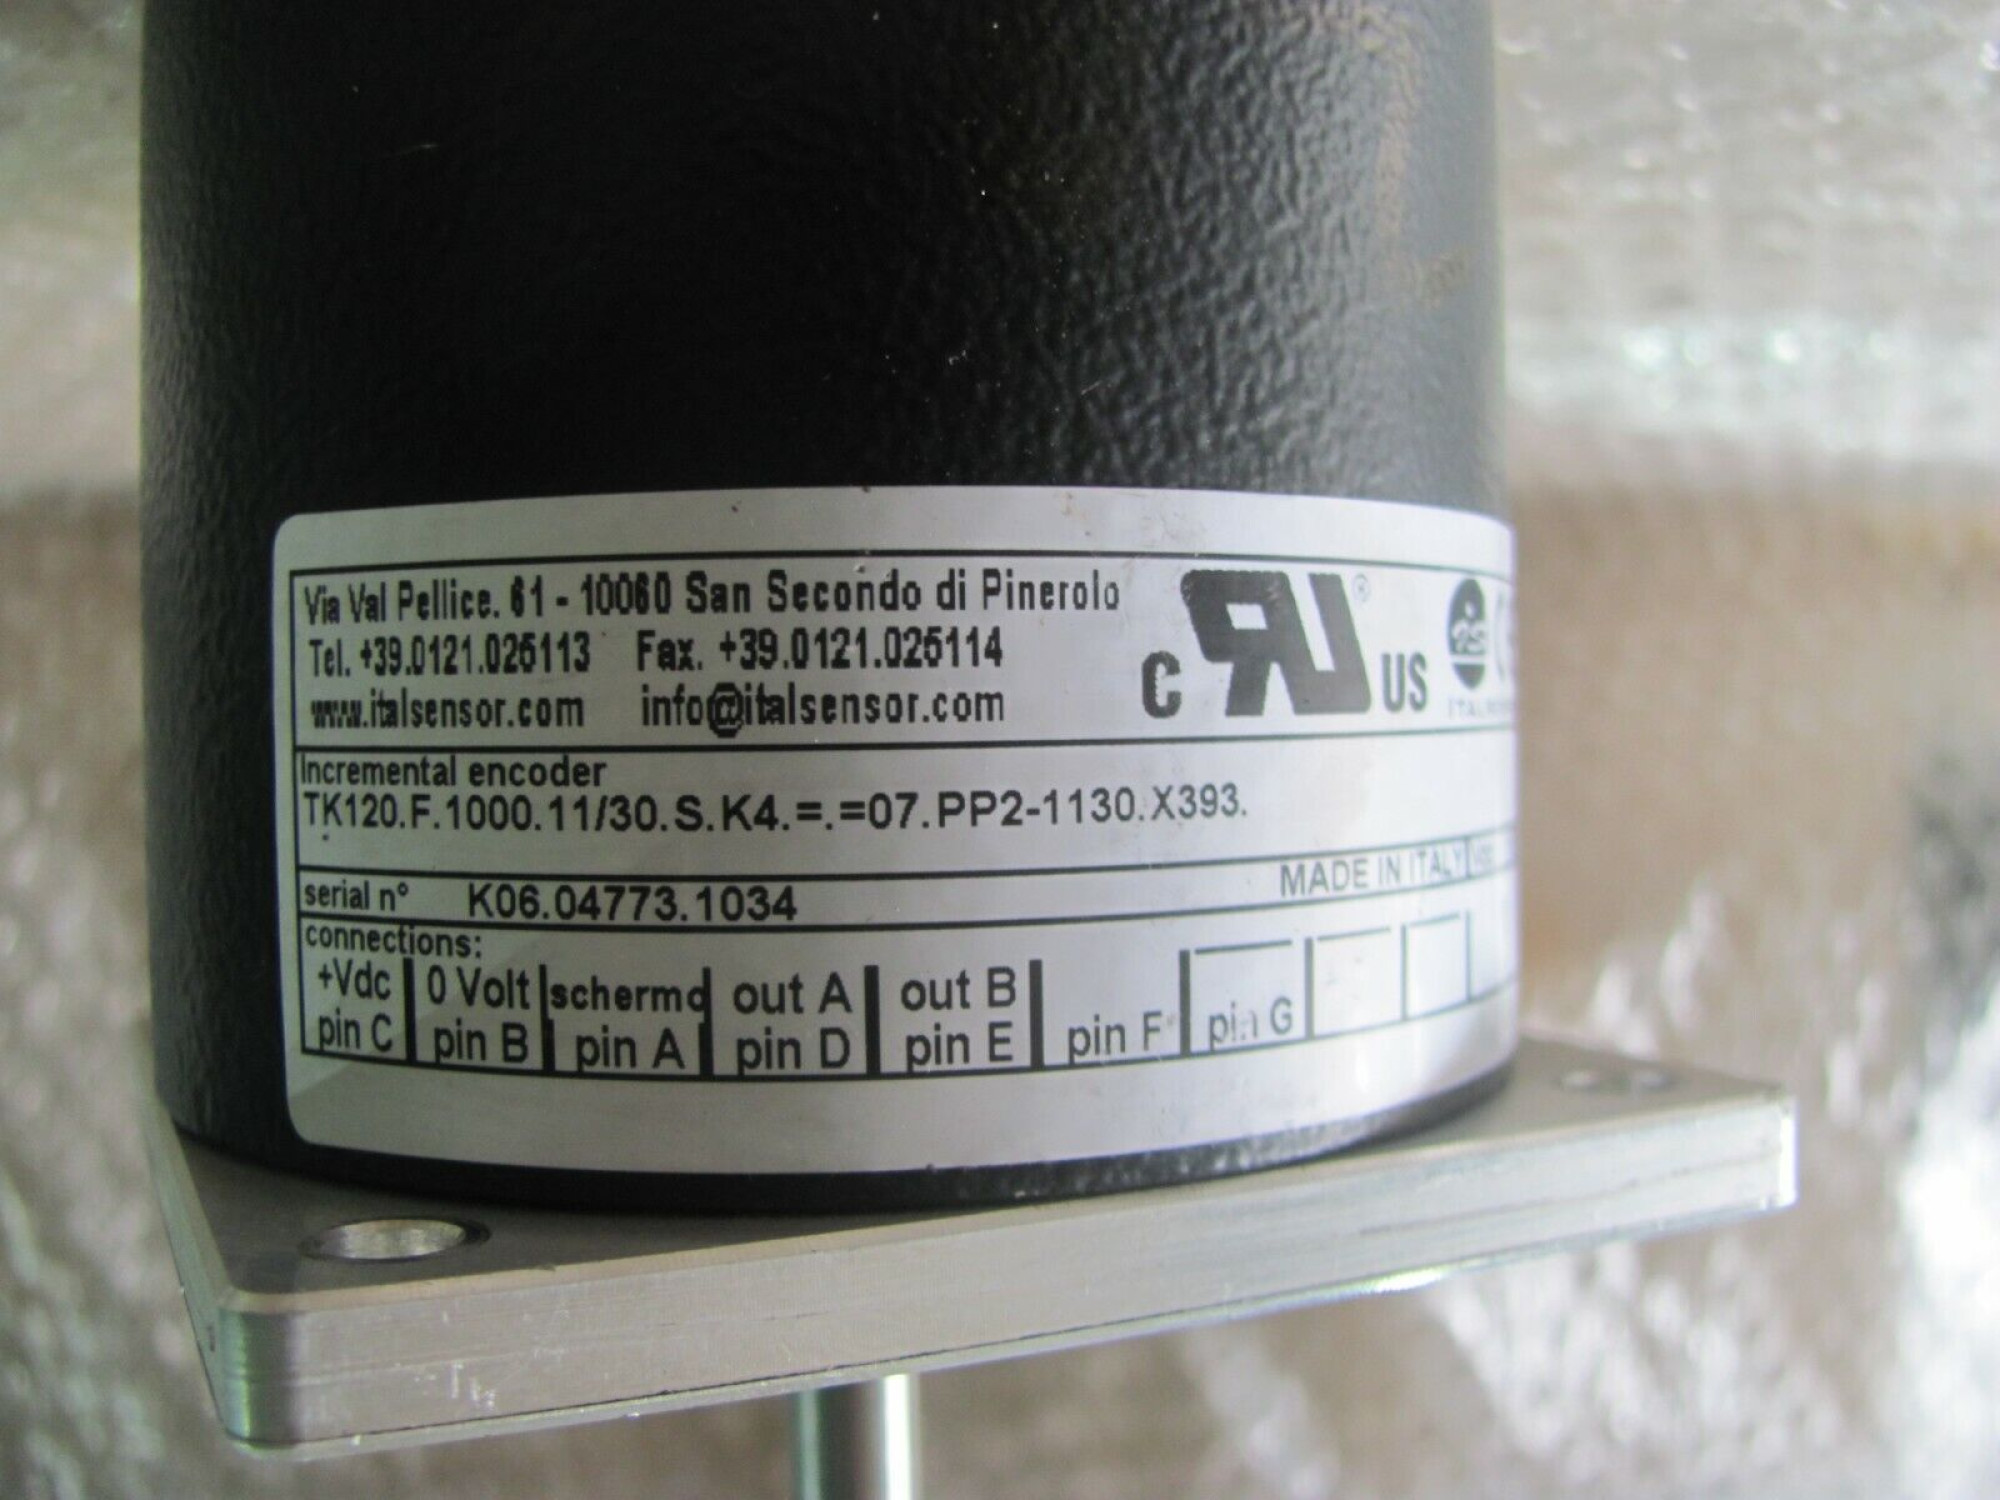 Via Val Pellice. 61 - 10060 San Secondo di Pinerolo
Tel. +39.0121.025113 Fax. +39.0121.025114
www.italsensor.com info@italsensor.com
c RU ® US
Incremental encoder
TK120.F.1000.11/30.S.K4.=.=07.PP2-1130.X393.
MADE IN ITALY
serial n° K06.04773.1034
connections:
+Vdc 0 Volt schermo out A out B
pin C pin B pin A pin D pin E pin F pin G